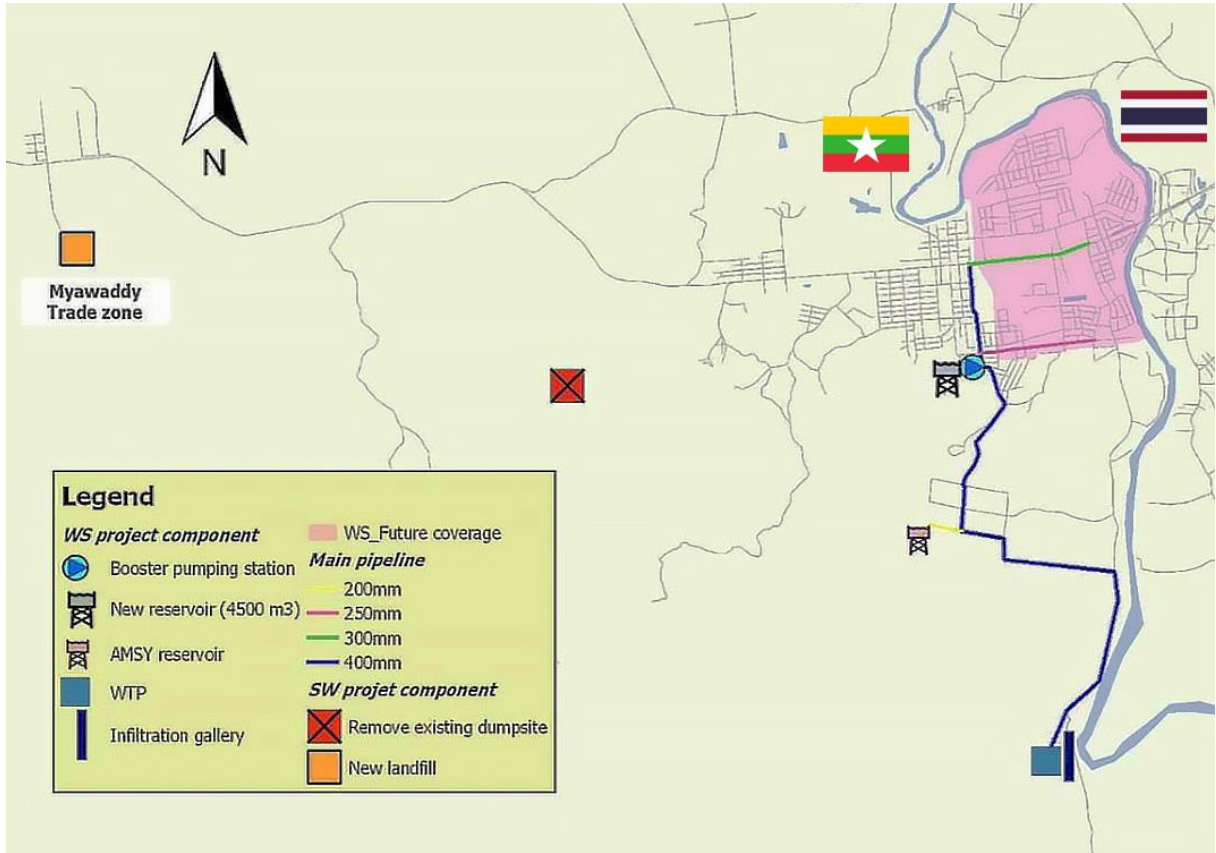 N
Myawaddy
Trade zone
Legend
WS project component
Booster pumping station
New reservoir (4500 m3)
AMSY reservoir
WTP
Infiltration gallery
WS_Future coverage
Main pipeline
200mm
250mm
300mm
400mm
SW projet component
Remove existing dumpsite
New landfill